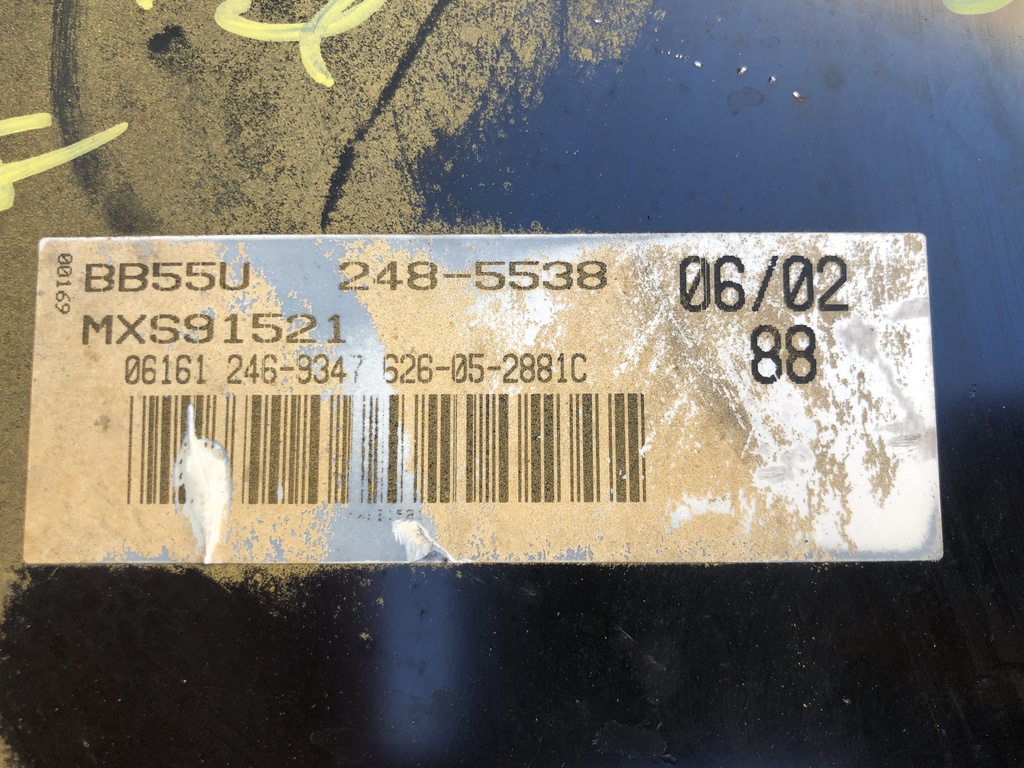 00169
BB55U 248-5538 06/02
MXS91521 88
06161 246-9347 626-05-2881C